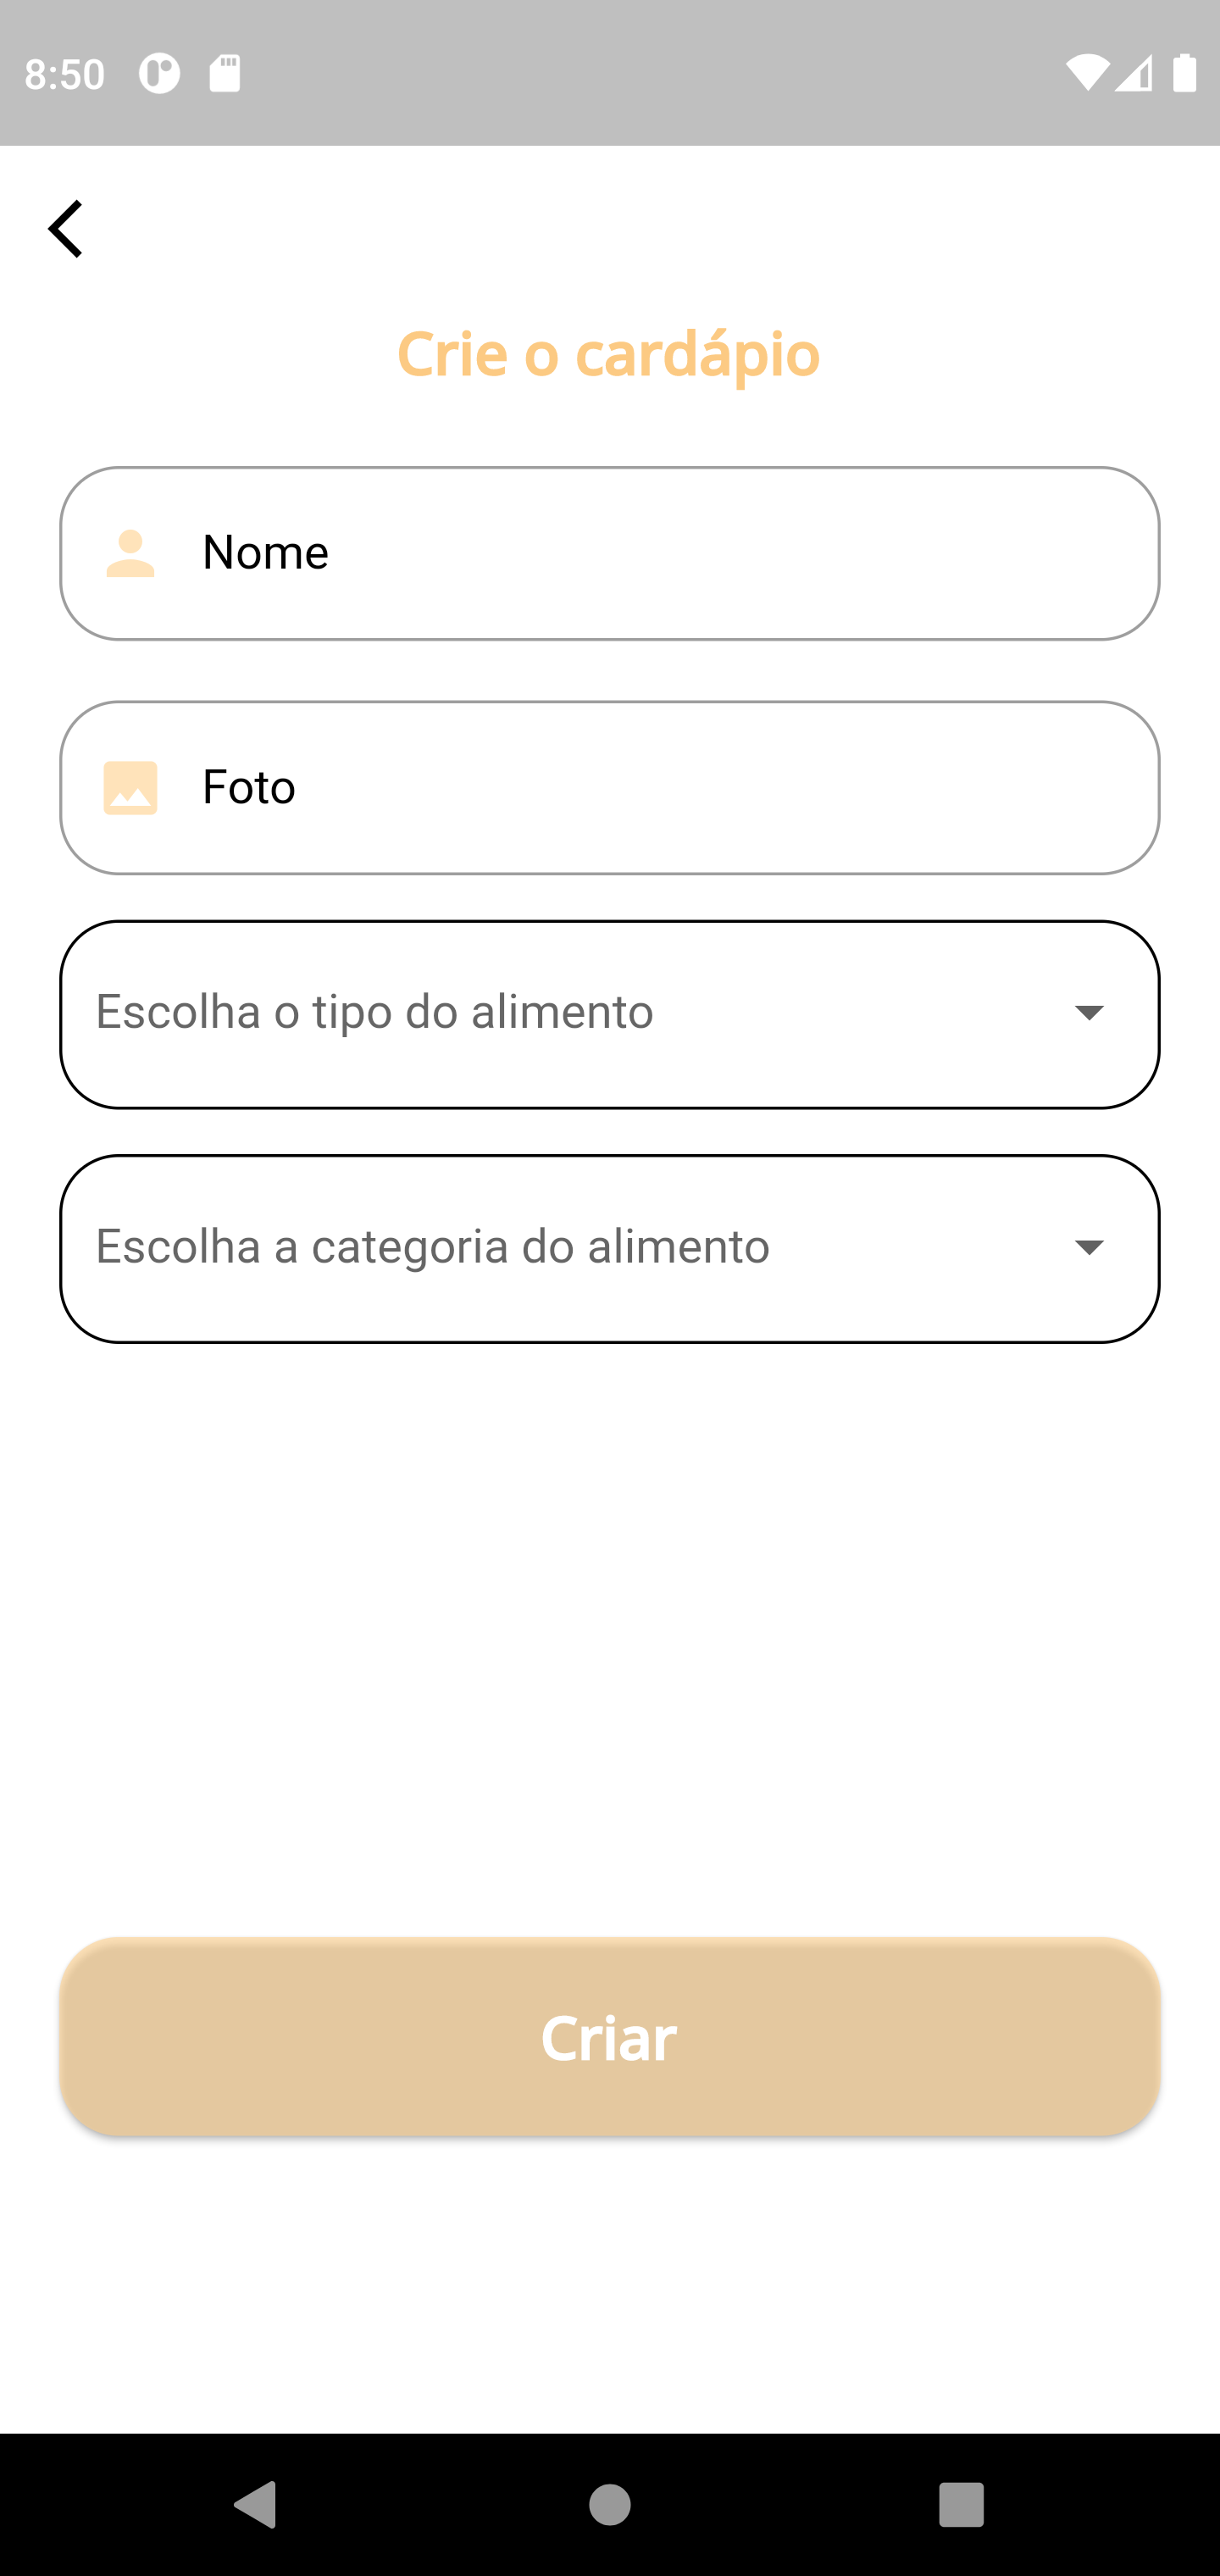 8:50
Crie o cardápio
Nome
Foto
Escolha o tipo do alimento
Escolha a categoria do alimento
Criar